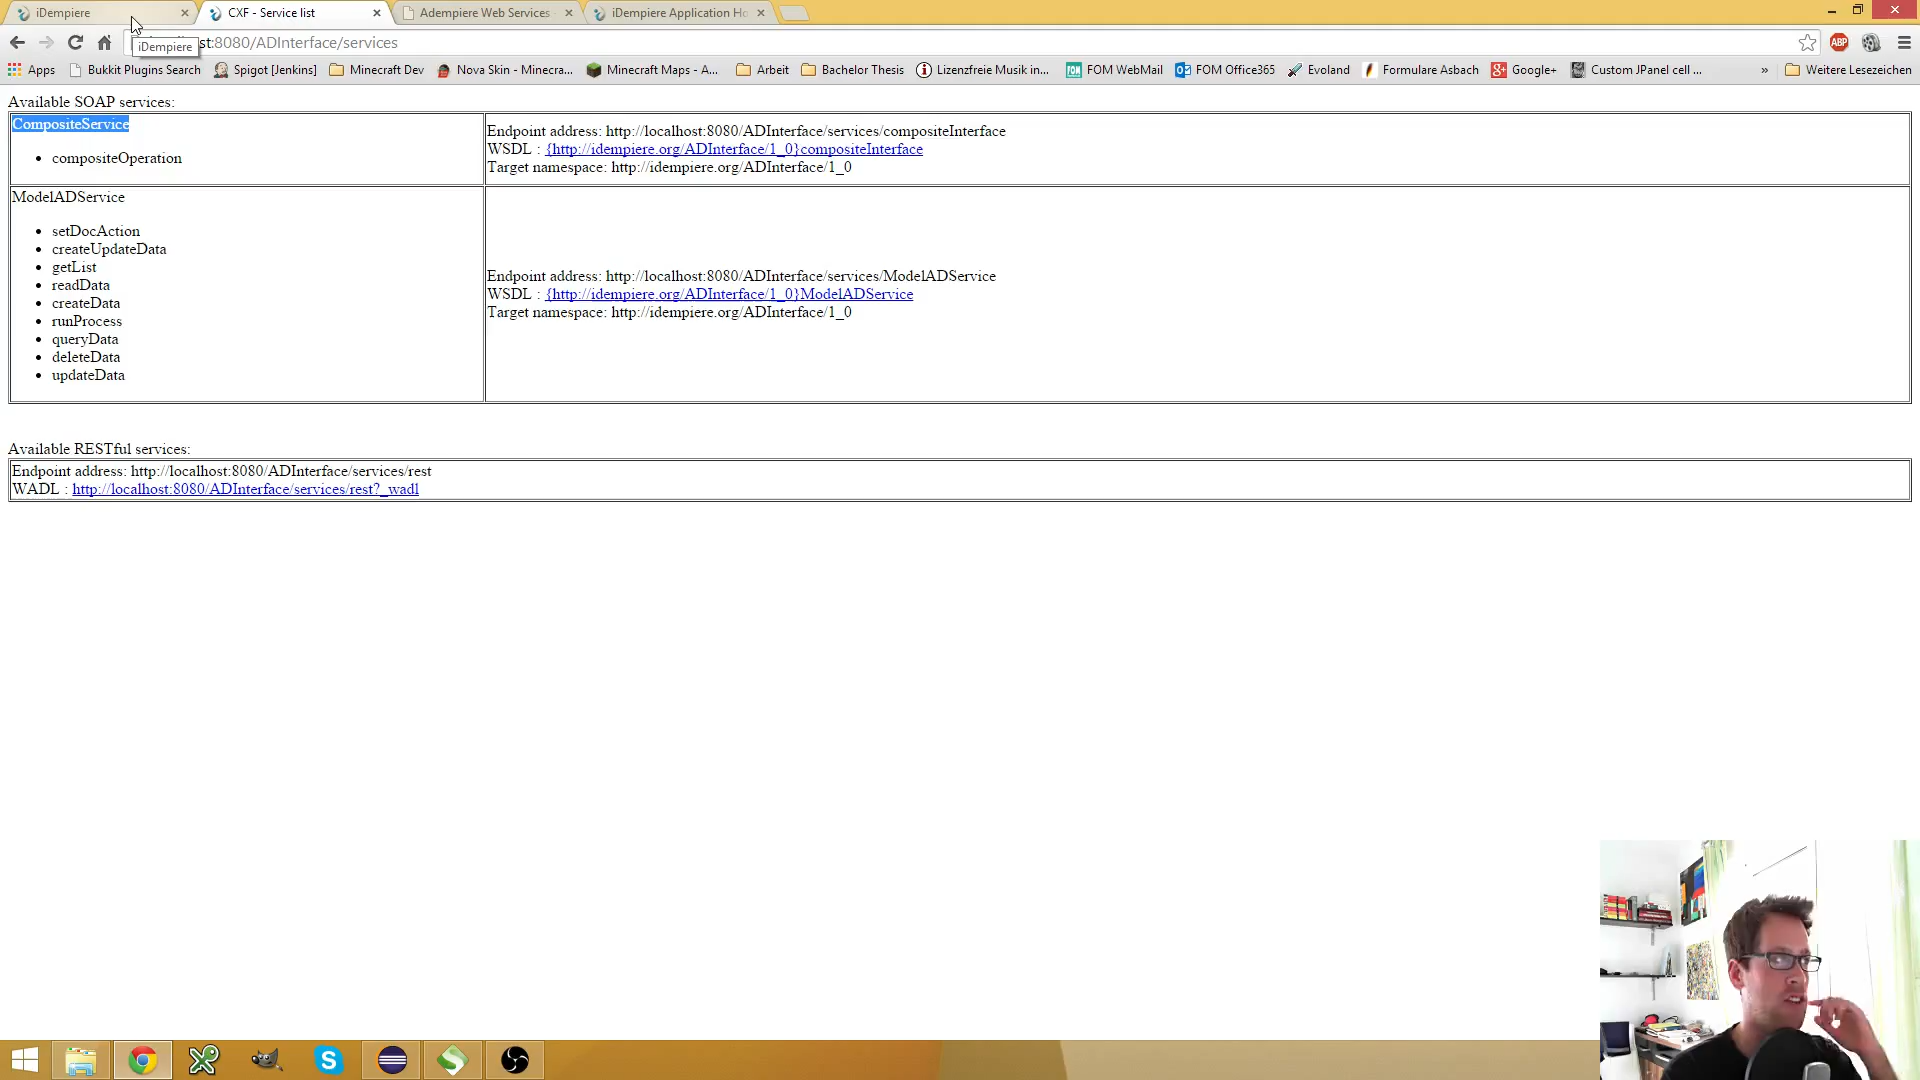 iDempiere
CXF - Service list
Adempiere Web Services
iDempiere Application Ho
st:8080/ADInterface/services
iDempiere
Apps
Bukkit Plugins Search
Spigot [Jenkins]
Minecraft Dev
Nova Skin - Minecra...
Minecraft Maps - A...
Arbeit
Bachelor Thesis
Lizenzfreie Musik in...
FOM WebMail
FOM Office365
Evoland
Formulare Asbach
Google+
Custom JPanel cell ...
»
Weitere Lesezeichen
Available SOAP services:
CompositeService
• compositeOperation
Endpoint address: http://localhost:8080/ADInterface/services/compositeInterface
WSDL : {http://idempiere.org/ADInterface/1_0}compositeInterface
Target namespace: http://idempiere.org/ADInterface/1_0
ModelADService
• setDocAction
• createUpdateData
• getList
• readData
• createData
• runProcess
• queryData
• deleteData
• updateData
Endpoint address: http://localhost:8080/ADInterface/services/ModelADService
WSDL : {http://idempiere.org/ADInterface/1_0}ModelADService
Target namespace: http://idempiere.org/ADInterface/1_0
Available RESTful services:
Endpoint address: http://localhost:8080/ADInterface/services/rest
WADL : http://localhost:8080/ADInterface/services/rest?_wadl